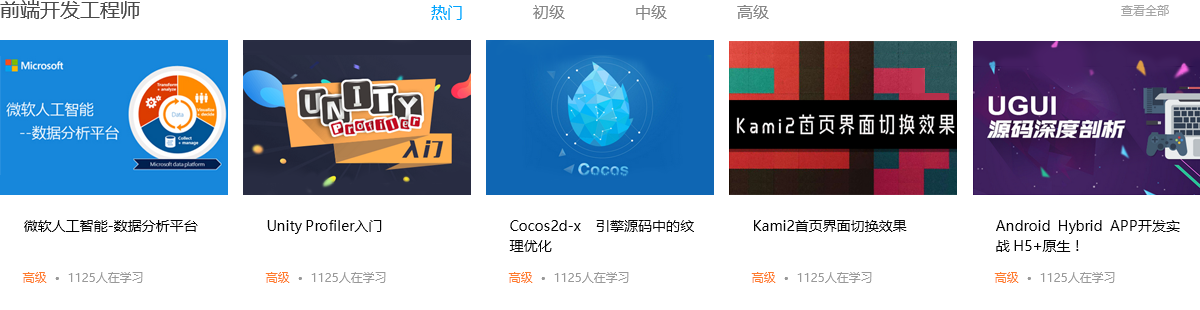 前端开发工程师
热门
初级
中级
高级
查看全部
Microsoft
微软人工智能
--数据分析平台
Transform + analyze
Visualize + decide
Data
Collect + manage
Microsoft data platform
UNITY
PROFILER
入门
Cocos
Kami2首页界面切换效果
UGUI
源码深度剖析
微软人工智能-数据分析平台
Unity Profiler入门
Cocos2d-x 引擎源码中的纹
理优化
Kami2首页界面切换效果
Android Hybrid APP开发实
战 H5+原生！
高级 • 1125人在学习
高级 • 1125人在学习
高级 • 1125人在学习
高级 • 1125人在学习
高级 • 1125人在学习